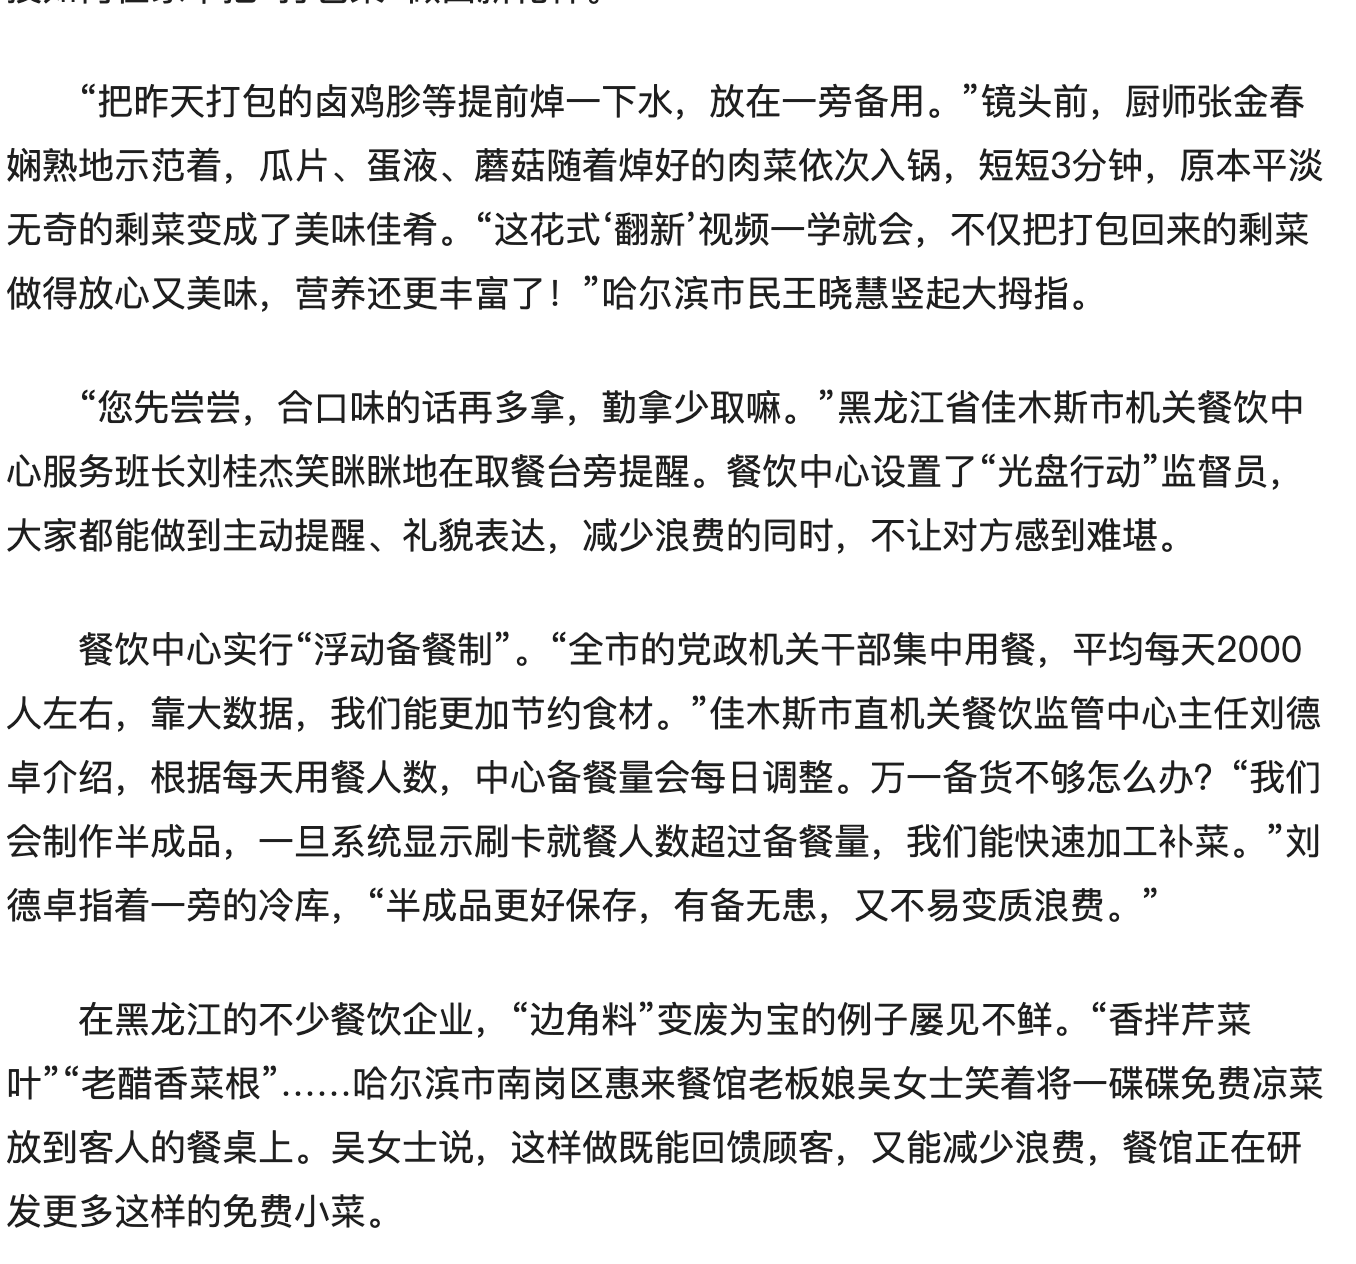 “把昨天打包的卤鸡胗等提前焯一下水，放在一旁备用。”镜头前，厨师张金春
娴熟地示范着，瓜片、蛋液、蘑菇随着焯好的肉菜依次入锅，短短3分钟，原本平淡
无奇的剩菜变成了美味佳肴。“这花式‘翻新’视频一学就会，不仅把打包回来的剩菜
做得放心又美味，营养还更丰富了！”哈尔滨市民王晓慧竖起大拇指。
“您先尝尝，合口味的话再多拿，勤拿少取嘛。”黑龙江省佳木斯市机关餐饮中
心服务班长刘桂杰笑眯眯地在取餐台旁提醒。餐饮中心设置了“光盘行动”监督员，
大家都能做到主动提醒、礼貌表达，减少浪费的同时，不让对方感到难堪。
餐饮中心实行“浮动备餐制”。“全市的党政机关干部集中用餐，平均每天2000
人左右，靠大数据，我们能更加节约食材。”佳木斯市直机关餐饮监管中心主任刘德
卓介绍，根据每天用餐人数，中心备餐量会每日调整。万一备货不够怎么办？“我们
会制作半成品，一旦系统显示刷卡就餐人数超过备餐量，我们能快速加工补菜。”刘
德卓指着一旁的冷库，“半成品更好保存，有备无患，又不易变质浪费。”
在黑龙江的不少餐饮企业，“边角料”变废为宝的例子屡见不鲜。“香拌芹菜
叶”“老醋香菜根”……哈尔滨市南岗区惠来餐馆老板娘吴女士笑着将一碟碟免费凉菜
放到客人的餐桌上。吴女士说，这样做既能回馈顾客，又能减少浪费，餐馆正在研
发更多这样的免费小菜。